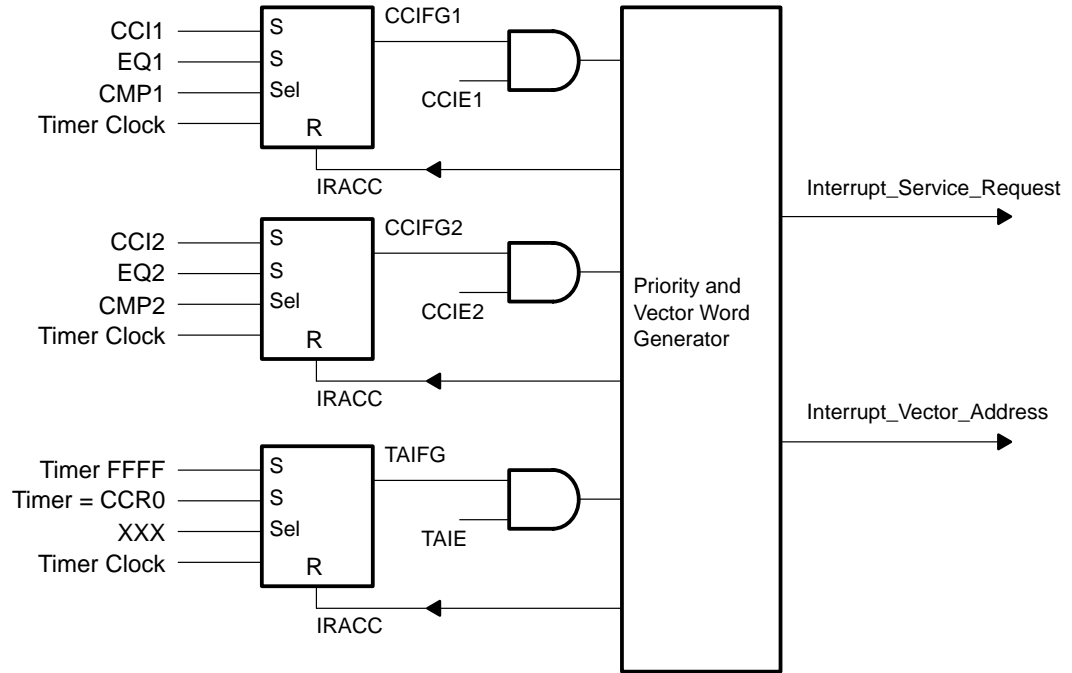 CCI1
EQ1
CMP1
Timer Clock
S
S
Sel
R
CCIFG1
CCIE1
IRACC
CCI2
EQ2
CMP2
Timer Clock
S
S
Sel
R
CCIFG2
CCIE2
IRACC
Timer FFFF
Timer = CCR0
XXX
Timer Clock
S
S
Sel
R
TAIFG
TAIE
IRACC
Priority and
Vector Word
Generator
Interrupt_Service_Request
Interrupt_Vector_Address